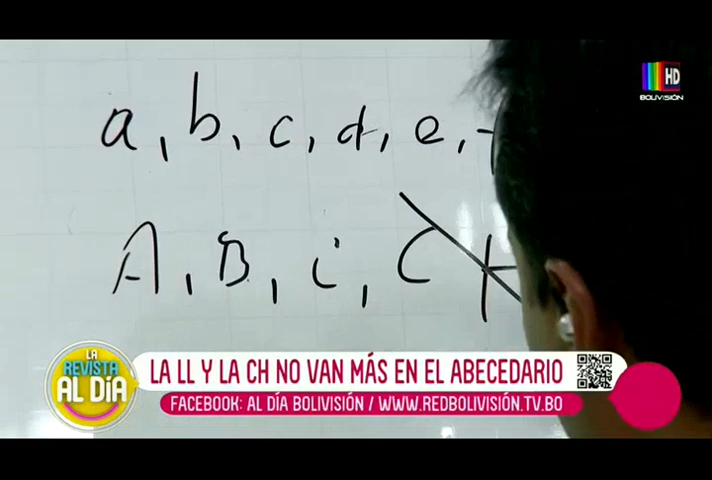 HD
BOLIVISIÓN
a, b, c, d, e,
A, B, C, CH
LA REVISTA AL DÍA
LA LL Y LA CH NO VAN MÁS EN EL ABECEDARIO
FACEBOOK: AL DÍA BOLIVISIÓN / WWW.REDBOLIVISIÓN.TV.BO